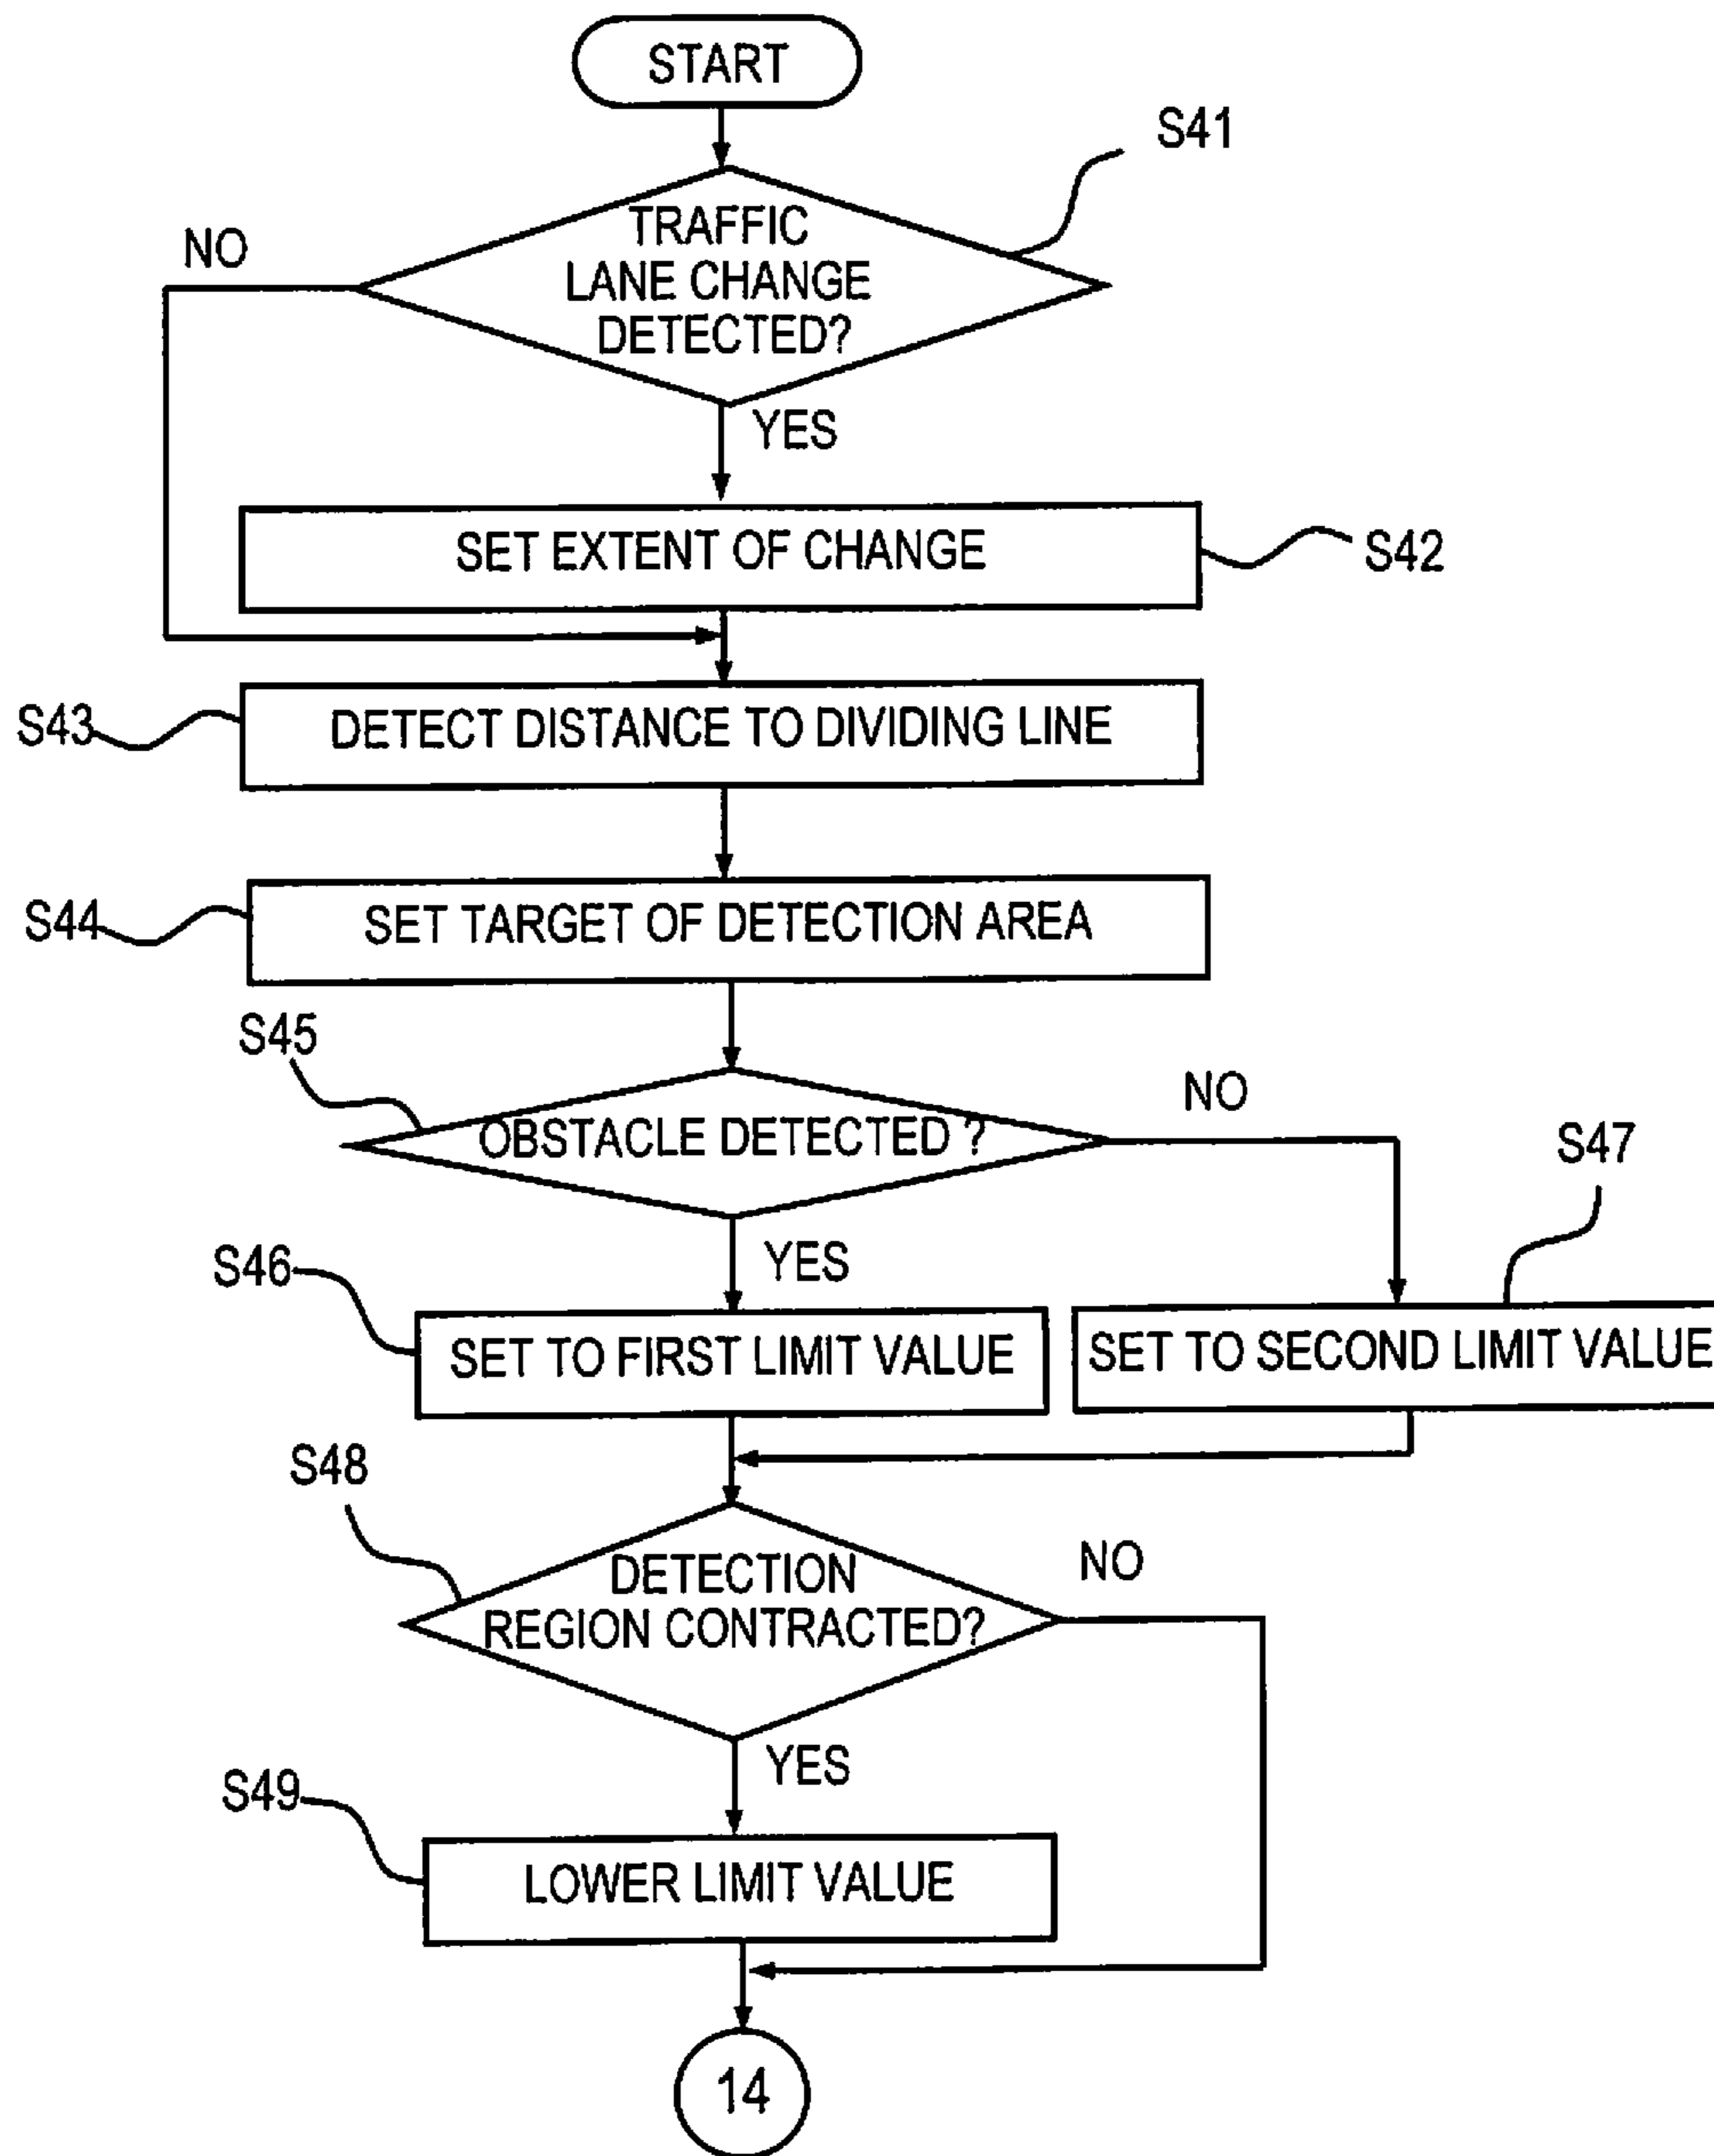 START
S41
TRAFFIC
LANE CHANGE
DETECTED?
NO
YES
SET EXTENT OF CHANGE
S42
S43
DETECT DISTANCE TO DIVIDING LINE
S44
SET TARGET OF DETECTION AREA
S45
OBSTACLE DETECTED ?
NO
S47
YES
S46
SET TO FIRST LIMIT VALUE
SET TO SECOND LIMIT VALUE
S48
DETECTION
REGION CONTRACTED?
NO
YES
S49
LOWER LIMIT VALUE
14